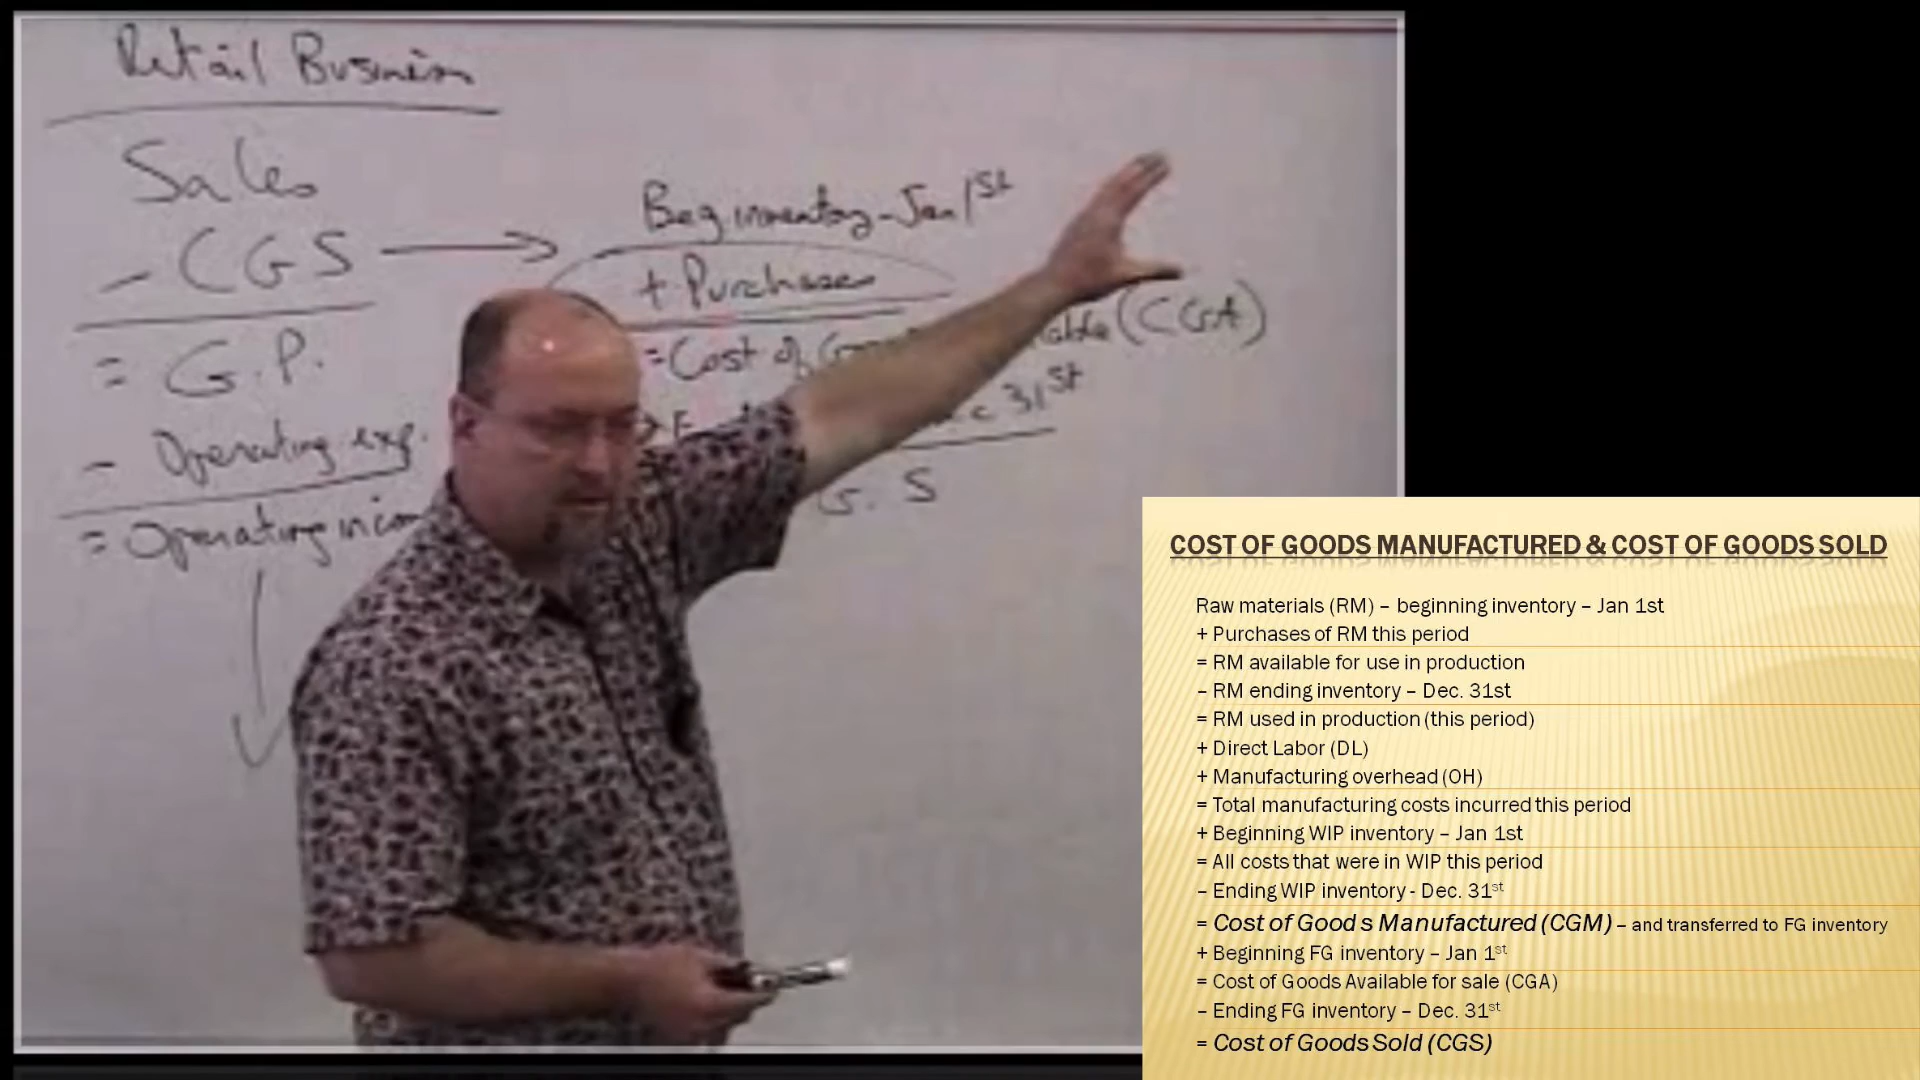 Retail Business
Sales
- CGS
= G.P.
- Operating exp.
= Operating
Beg inventory - Jan 1st
+ Purchases
= Cost of (CGA)
31st
G. S
COST OF GOODS MANUFACTURED & COST OF GOODS SOLD
Raw materials (RM) – beginning inventory – Jan 1st
+ Purchases of RM this period
= RM available for use in production
– RM ending inventory – Dec. 31st
= RM used in production (this period)
+ Direct Labor (DL)
+ Manufacturing overhead (OH)
= Total manufacturing costs incurred this period
+ Beginning WIP inventory – Jan 1st
= All costs that were in WIP this period
– Ending WIP inventory - Dec. 31st
= Cost of Good s Manufactured (CGM) – and transferred to FG inventory
+ Beginning FG inventory – Jan 1st
= Cost of Goods Available for sale (CGA)
– Ending FG inventory – Dec. 31st
= Cost of Goods Sold (CGS)